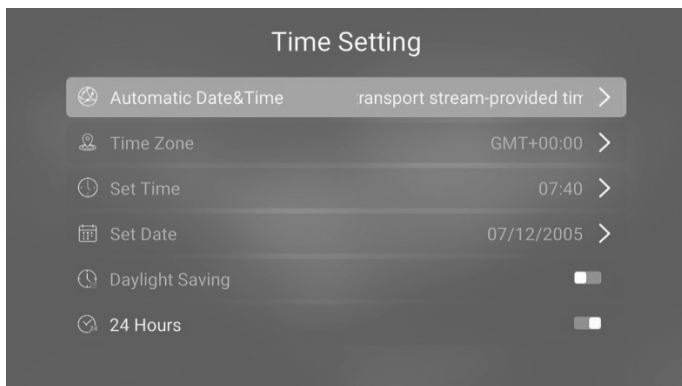 Time Setting
Automatic Date&Time ransport stream-provided tim
Time Zone GMT+00:00
Set Time 07:40
Set Date 07/12/2005
Daylight Saving
24 Hours